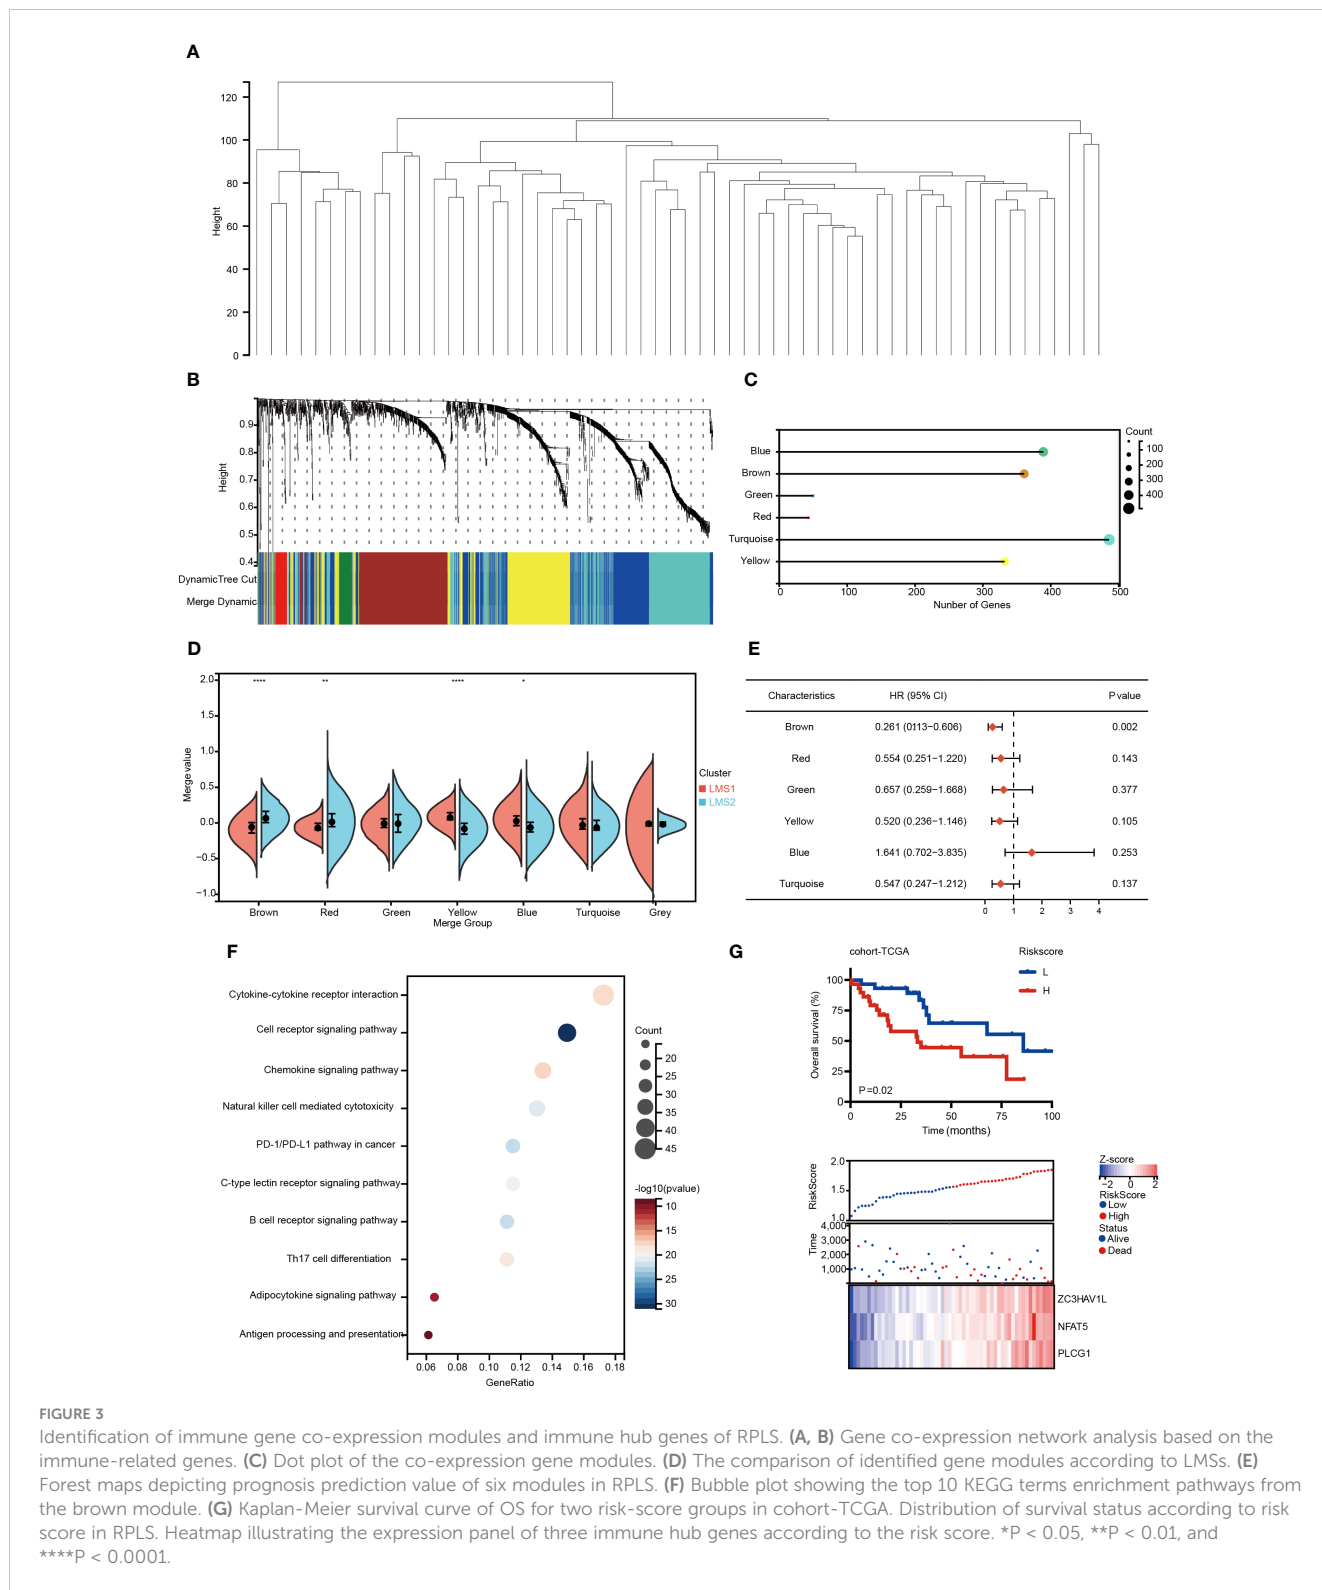 A
Height
120
100
80
60
40
20
0
B
Height
0.9
0.8
0.7
0.6
0.5
0.4
DynamicTree Cut
Merge Dynamic
C
Blue
Brown
Green
Red
Turquoise
Yellow
0 100 200 300 400 500
Nunber of Genes
Count
100
200
300
400
D
Merge value
2.0
1.5
1.0
0.5
0.0
−0.5
−1.0
**** ** **** *
Brown Red Green Yellow Blue Turquoise Grey
Merge Group
Cluster
LMS1
LMS2
E
Characteristics HR (95% CI) P value
Brown 0.261 (0113−0.606) 0.002
Red 0.554 (0.251−1.220) 0.143
Green 0.657 (0.259−1.668) 0.377
Yellow 0.520 (0.236−1.146) 0.105
Blue 1.641 (0.702−3.835) 0.253
Turquoise 0.547 (0.247−1.212) 0.137
0 1 2 3 4
F
Cytokine-cytokine receptor interaction
Cell receptor signaling pathway
Chemokine signaling pathway
Natural killer cell mediated cytotoxicity
PD-1/PD-L1 pathway in cancer
C-type lectin receptor signaling pathway
B cell receptor signaling pathway
Th17 cell differentiation
Adipocytokine signaling pathway
Antigen processing and presentation
0.06 0.08 0.10 0.12 0.14 0.16 0.18
GeneRatio
Count
20
25
30
35
40
45
-log10(pvalue)
10
15
20
25
30
G
cohort-TCGA Riskscore
L
H
Overall survival (%)
100
75
50
25
0
P =0.02
0 25 50 75 100
Time (months)
RiskScore
2.0
1.5
1.0
Time
4,000
3,000
2,000
1,000
ZC3HAV1L
NFAT5
PLCG1
Z-score
−2 0 2
RiskScore
Low
High
Status
Alive
Dead
FIGURE 3
Identification of immune gene co-expression modules and immune hub genes of RPLS. (A, B) Gene co-expression network analysis based on the
immune-related genes. (C) Dot plot of the co-expression gene modules. (D) The comparison of identified gene modules according to LMSs. (E)
Forest maps depicting prognosis prediction value of six modules in RPLS. (F) Bubble plot showing the top 10 KEGG terms enrichment pathways from
the brown module. (G) Kaplan-Meier survival curve of OS for two risk-score groups in cohort-TCGA. Distribution of survival status according to risk
score in RPLS. Heatmap illustrating the expression panel of three immune hub genes according to the risk score. *P < 0.05, **P < 0.01, and
****P < 0.0001.